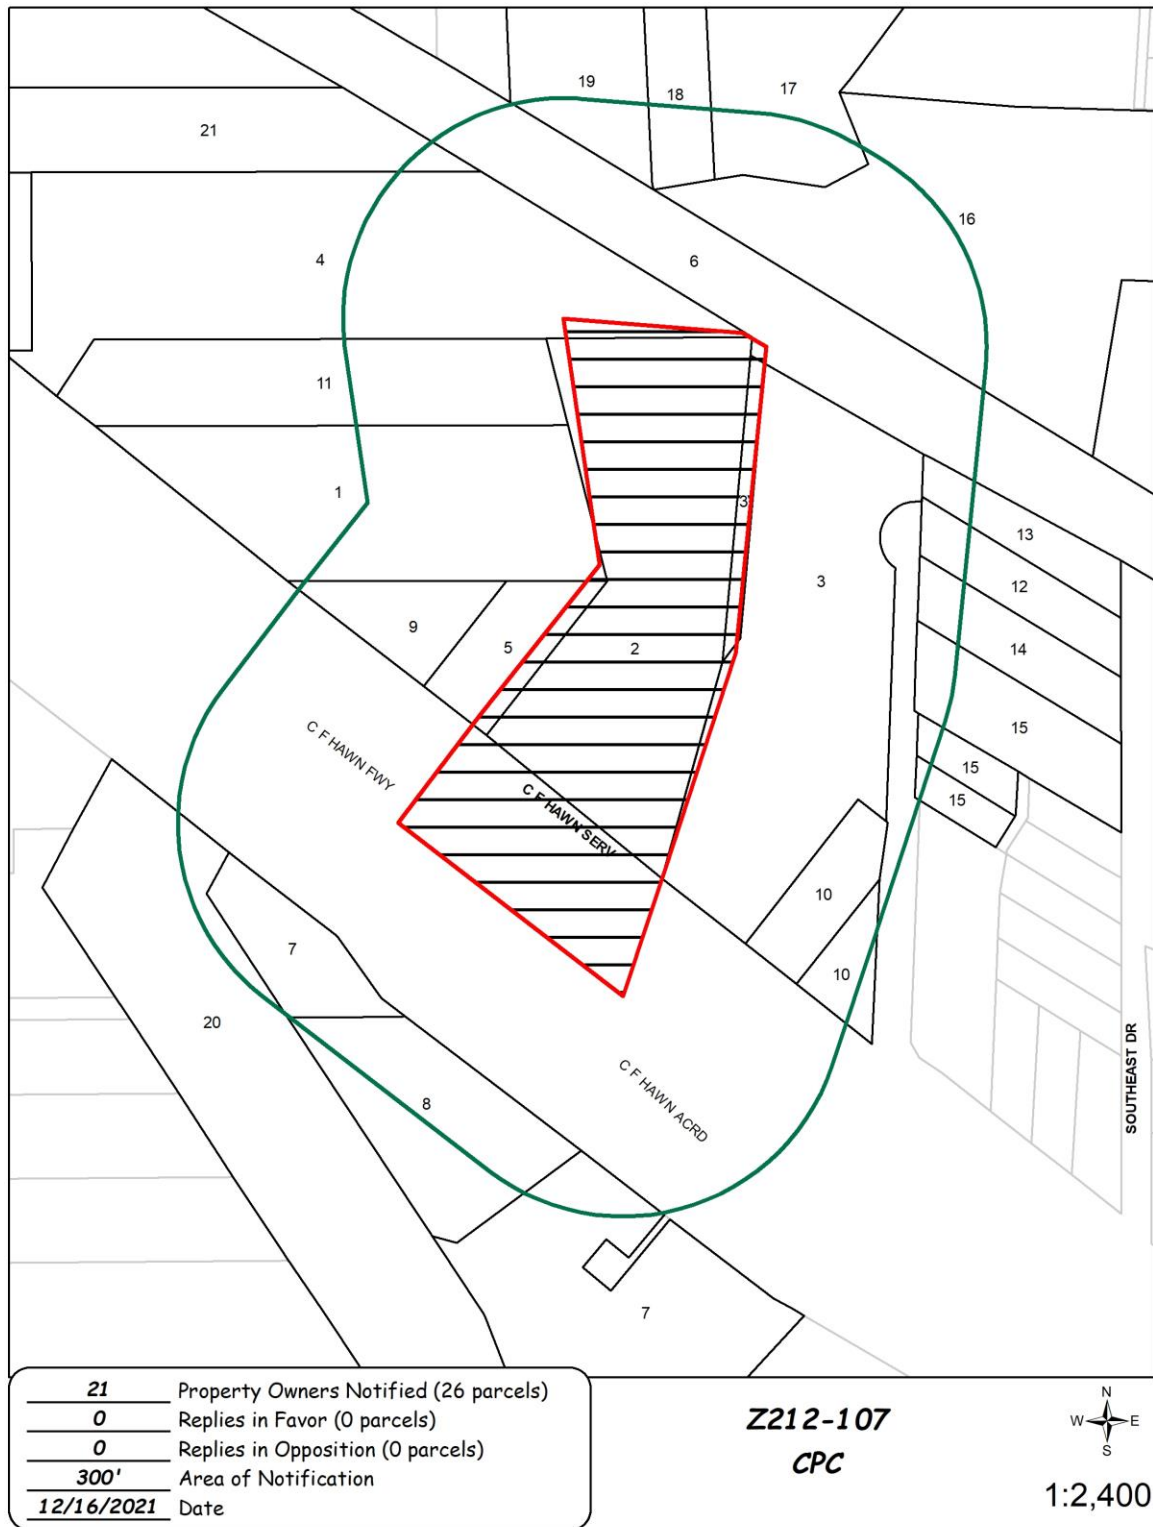 19
18
17
21
16
4
6
11
1
3
13
12
3
9
5
2
14
15
15
15
C F HAWN FWY
C F HAWN SERV
10
10
7
20
8
C F HAWN ACRD
SOUTHEAST DR
7
21 Property Owners Notified (26 parcels)
0 Replies in Favor (0 parcels)
0 Replies in Opposition (0 parcels)
300' Area of Notification
12/16/2021 Date
Z212-107
CPC
N
W E
S
1:2,400